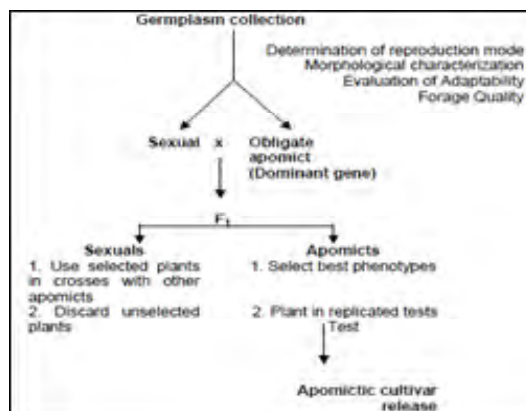 Germplasm collection
Determination of reproduction mode
Morphological characterization
Evaluation of Adaptability
Forage Quality
Sexual x Obligate
apomict
(Dominant gene)
F1
Sexuals
1. Use selected plants
in crosses with other
apomicts
2. Discard unselected
plants
Apomicts
1. Select best phenotypes
2. Plant in replicated tests
Test
Apomictic cultivar
release